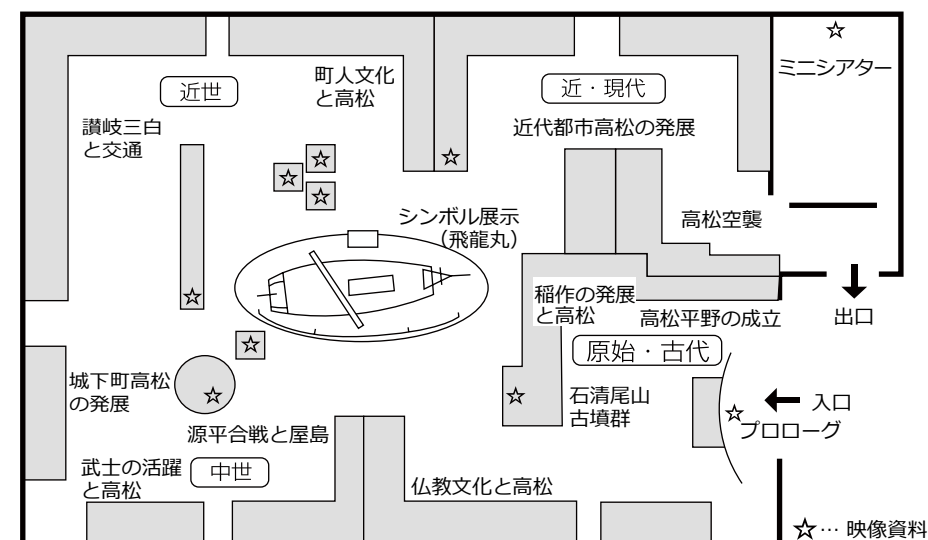 近世
讃岐三白
と交通
町人文化
と高松
近・現代
近代都市高松の発展
☆
ミニシアター
高松空襲
シンボル展示
（飛龍丸）
稲作の発展
と高松
高松平野の成立
出口
原始・古代
石清尾山
古墳群
入口
プロローグ
城下町高松
の発展
源平合戦と屋島
武士の活躍
と高松
中世
仏教文化と高松
☆… 映像資料